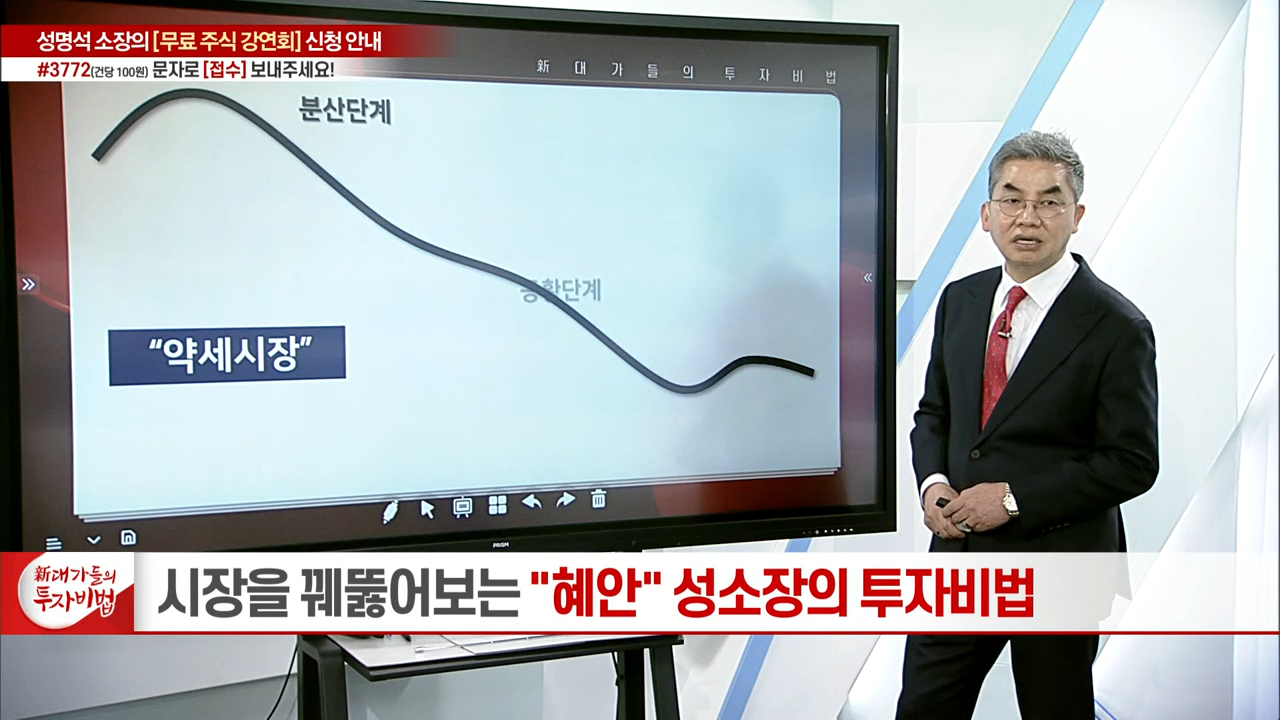 성명석 소장의 [무료 주식 강연회] 신청 안내
#3772(건당 100원) 문자로 [접수] 보내주세요!
新 대가들의 투자비법
분산단계
공황단계
“약세시장”
PRISM
新대가들의
투자비법
시장을 꿰뚫어보는 "혜안" 성소장의 투자비법